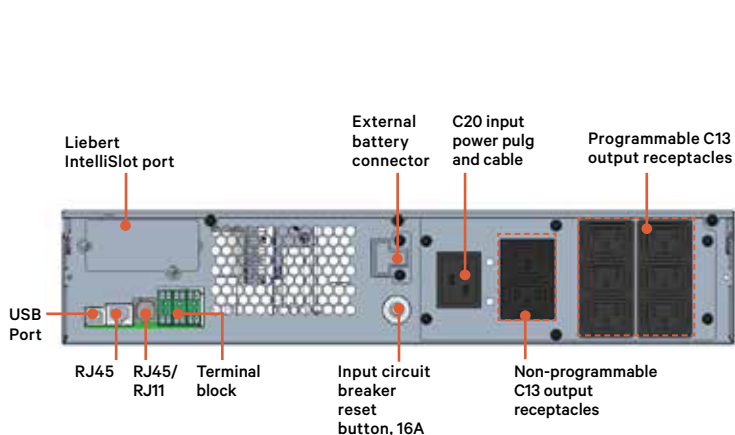 Liebert
IntelliSlot port
External
battery
connector
C20 input
power pulg
and cable
Programmable C13
output receptacles
USB
Port
RJ45
RJ45/
RJ11
Terminal
block
Input circuit
breaker
reset
button, 16A
Non-programmable
C13 output
receptacles